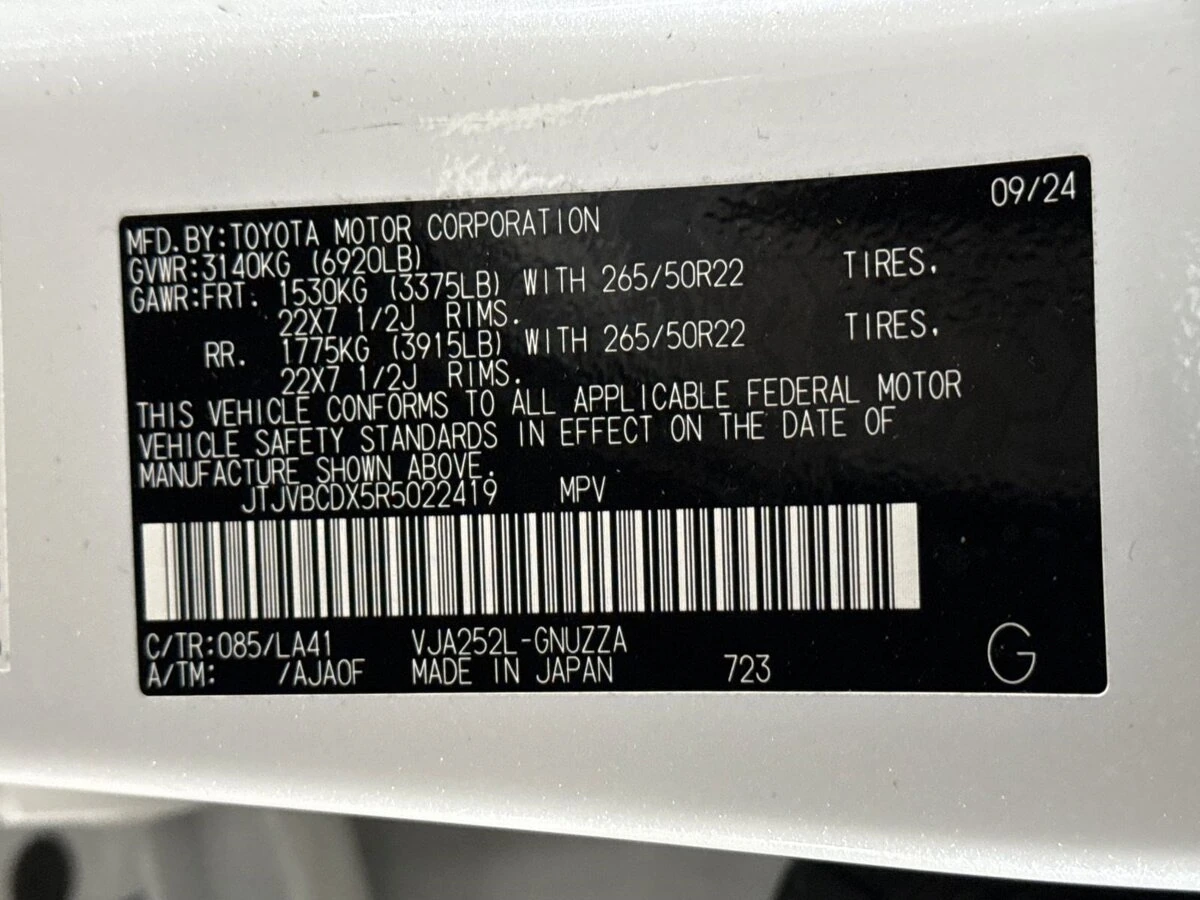 09/24
MFD.BY:TOYOTA MOTOR CORPORATION
GVWR:3140KG (6920LB)
GAWR:FRT. 1530KG (3375LB) WITH 265/50R22 TIRES.
22X7 1/2J RIMS.
RR. 1775KG (3915LB) WITH 265/50R22 TIRES.
22X7 1/2J RIMS.
THIS VEHICLE CONFORMS TO ALL APPLICABLE FEDERAL MOTOR
VEHICLE SAFETY STANDARDS IN EFFECT ON THE DATE OF
MANUFACTURE SHOWN ABOVE.
JTJVBCDX5R5022419 MPV
C/TR:085/LA41 VJA252L-GNUZZA
A/TM: /AJA0F MADE IN JAPAN 723
G